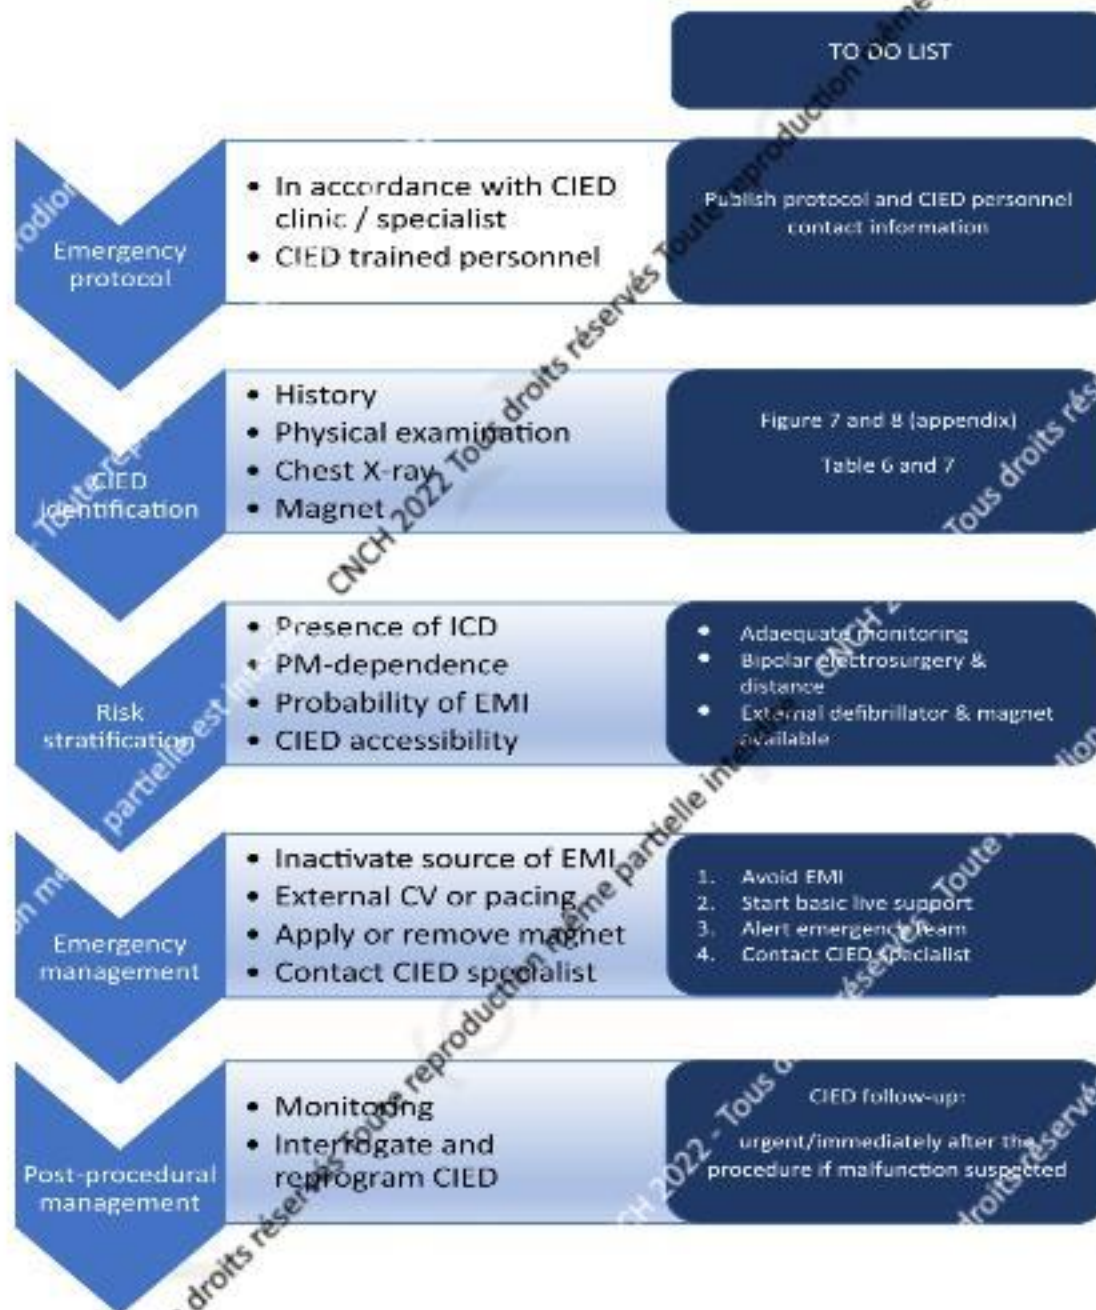 TO DO LIST
Emergency
protocol
• In accordance with CIED
clinic / specialist
• CIED trained personnel
Publish protocol and CIED personnel
contact information
CIED
identification
• History
• Physical examination
• Chest X-ray
• Magnet
Figure 7 and 8 (appendix)
Table 6 and 7
Risk
stratification
• Presence of ICD
• PM-dependence
• Probability of EMI
• CIED accessibility
• Adaequate monitoring
• Bipolar electrosurgery &
distance
• External defibrillator & magnet
available
Emergency
management
• Inactivate source of EMI
• External CV or pacing
• Apply or remove magnet
• Contact CIED specialist
1. Avoid EMI
2. Start basic live support
3. Alert emergency team
4. Contact CIED specialist
Post-procedural
management
• Monitoring
• Interrogate and
reprogram CIED
CIED follow-up:
urgent/immediately after the
procedure if malfunction suspected
CNCH 2022 Tous droits réservés Toute reproduction même
droits réservés Toute reproduction même partielle interdite